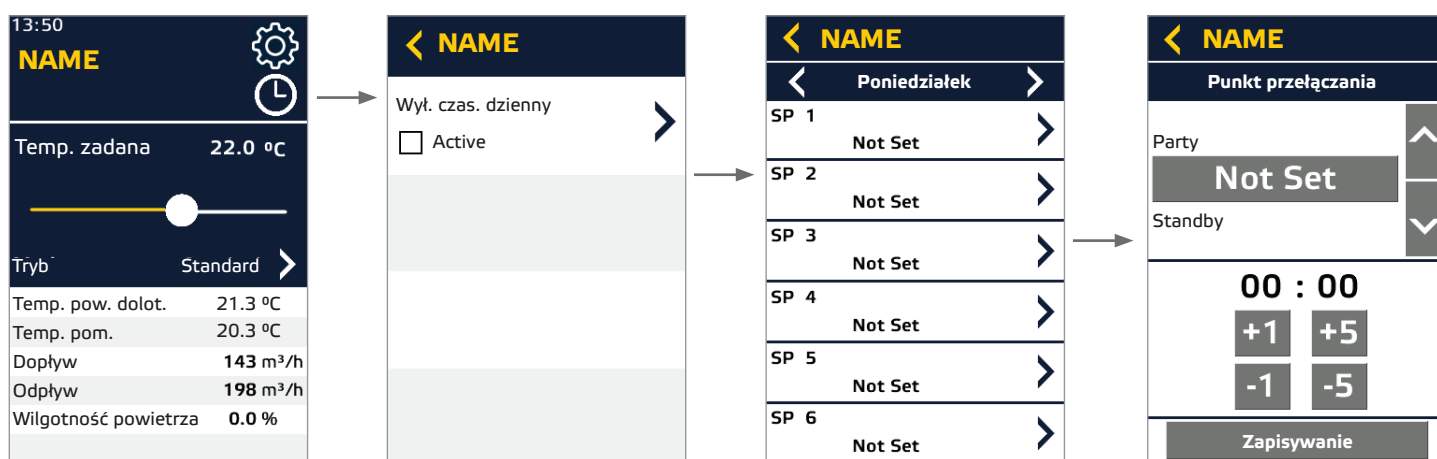 13:50
NAME
Temp. zadana 22.0 ºC
Tryb Standard
Temp. pow. dolot. 21.3 ºC
Temp. pom. 20.3 ºC
Dopływ 143 m³/h
Odpływ 198 m³/h
Wilgotność powietrza 0.0 %
NAME
Wył. czas. dzienny
Active
NAME
Poniedziałek
SP 1
Not Set
SP 2
Not Set
SP 3
Not Set
SP 4
Not Set
SP 5
Not Set
SP 6
Not Set
NAME
Punkt przełączania
Party
Not Set
Standby
00 : 00
+1 +5
-1 -5
Zapisywanie